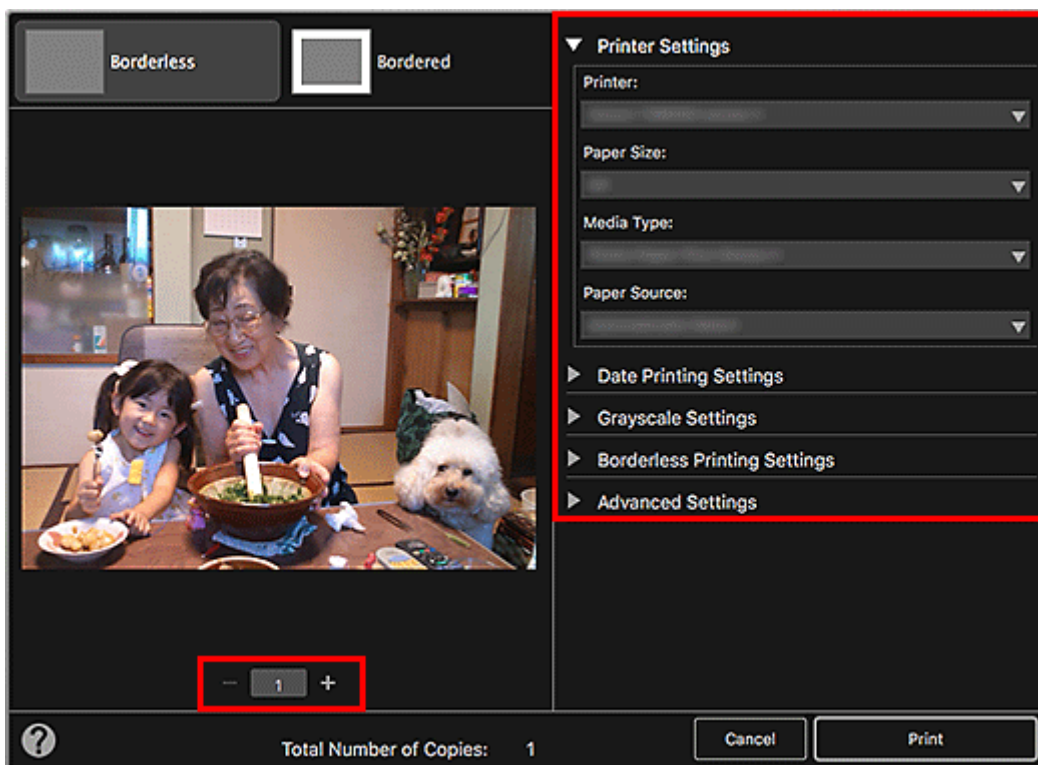 Borderless
Bordered
Printer Settings
Printer:
Paper Size:
Media Type:
Paper Source:
Date Printing Settings
Grayscale Settings
Borderless Printing Settings
Advanced Settings
1
Total Number of Copies: 1
Cancel
Print